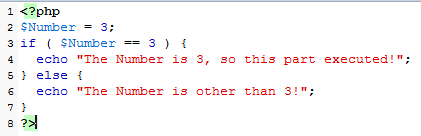 1 <?php
2 $Number = 3;
3 if ( $Number == 3 ) {
4   echo "The Number is 3, so this part executed!";
5 } else {
6   echo "The Number is other than 3!";
7 }
8 ?>